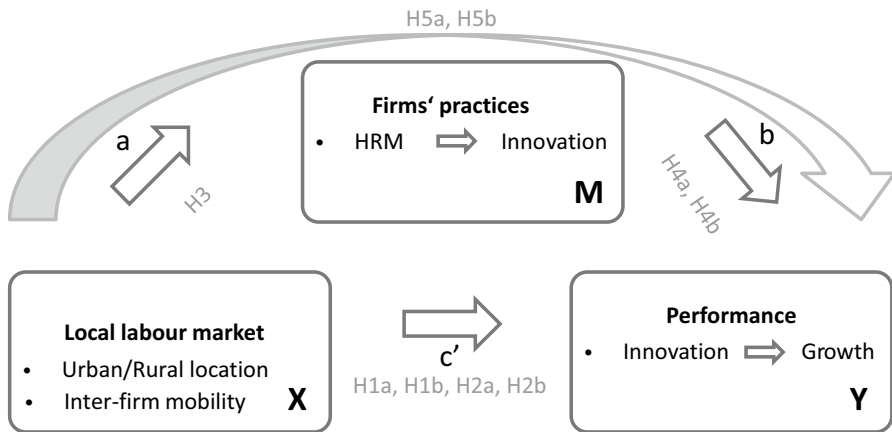 H5a, H5b
Firms‘ practices
• HRM Innovation
M
a
H3
b
H4a, H4b
Local labour market
• Urban/Rural location
• Inter-firm mobility
X
c’
H1a, H1b, H2a, H2b
Performance
• Innovation Growth
Y